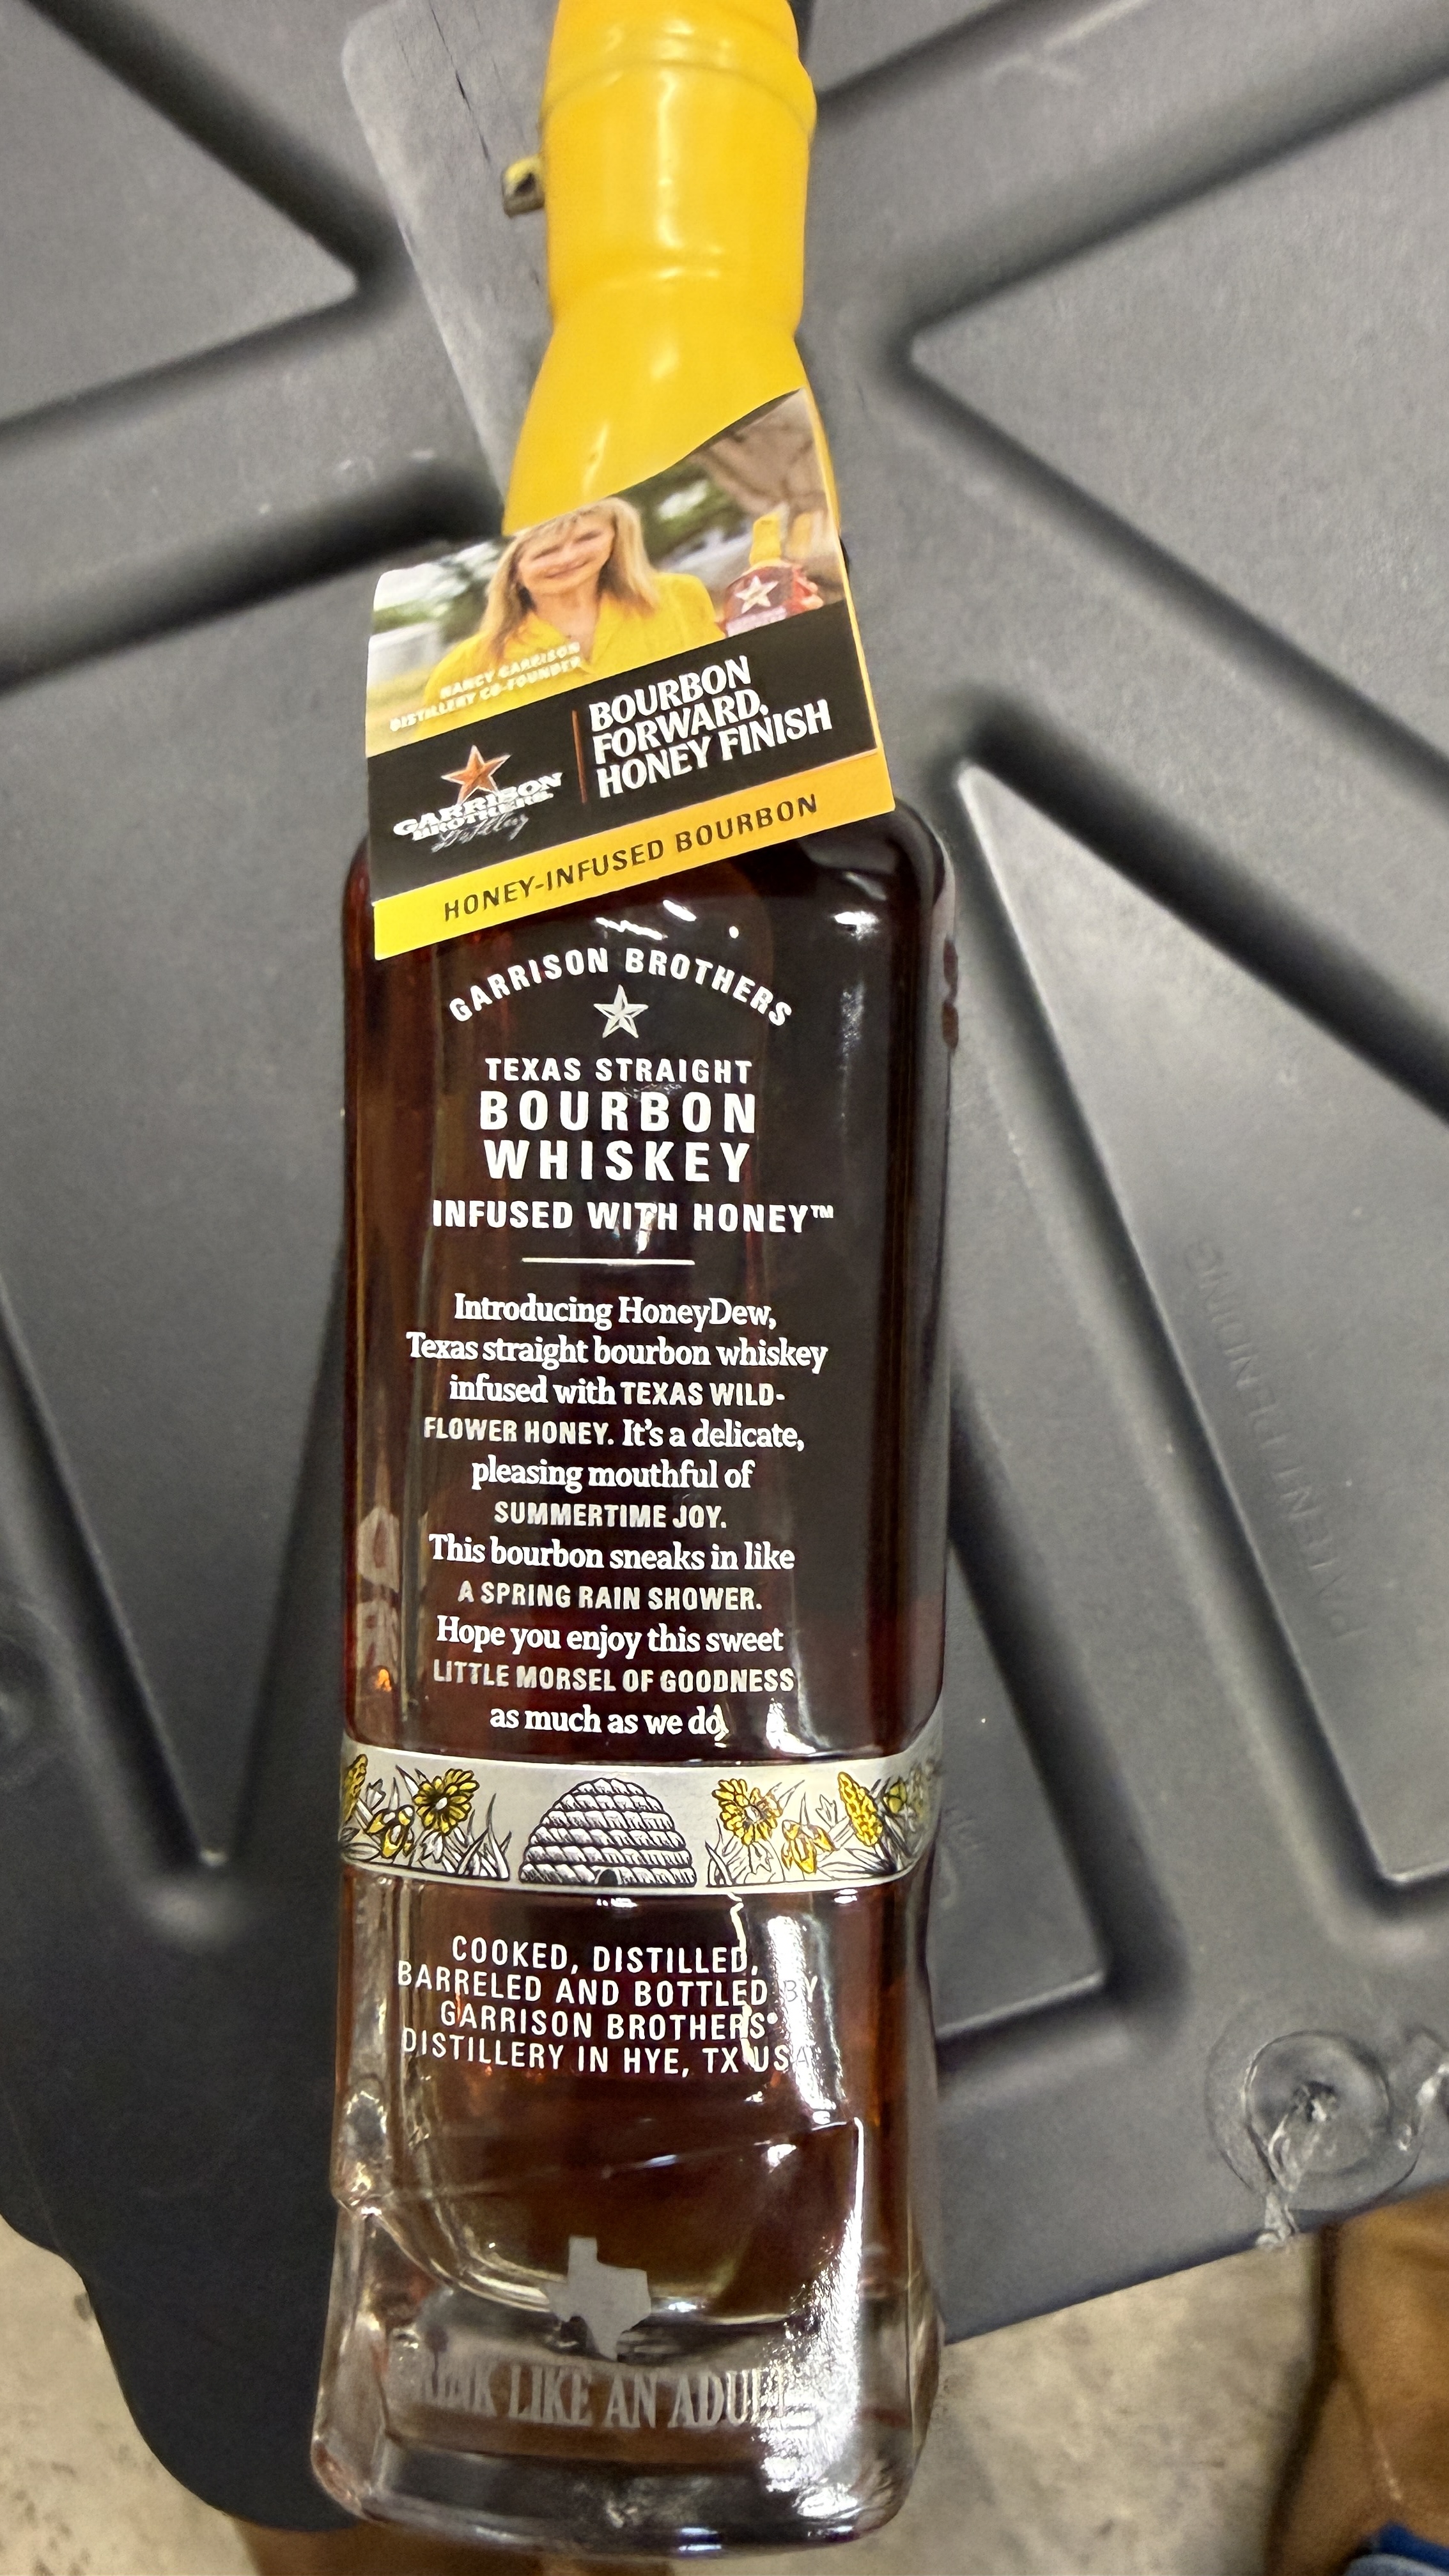 NANCY GARRISON
DISTILLERY CO-FOUNDER
GARRISON
BROTHERS
Distillery
BOURBON
FORWARD,
HONEY FINISH
HONEY-INFUSED BOURBON
GARRISON BROTHERS
TEXAS STRAIGHT
BOURBON
WHISKEY
INFUSED WITH HONEY™
Introducing HoneyDew,
Texas straight bourbon whiskey
infused with TEXAS WILD-
FLOWER HONEY. It's a delicate,
pleasing mouthful of
SUMMERTIME JOY.
This bourbon sneaks in like
A SPRING RAIN SHOWER.
Hope you enjoy this sweet
LITTLE MORSEL OF GOODNESS
as much as we do.
COOKED, DISTILLED,
BARRELED AND BOTTLED BY
GARRISON BROTHERS®
DISTILLERY IN HYE, TX USA
DRINK LIKE AN ADULT